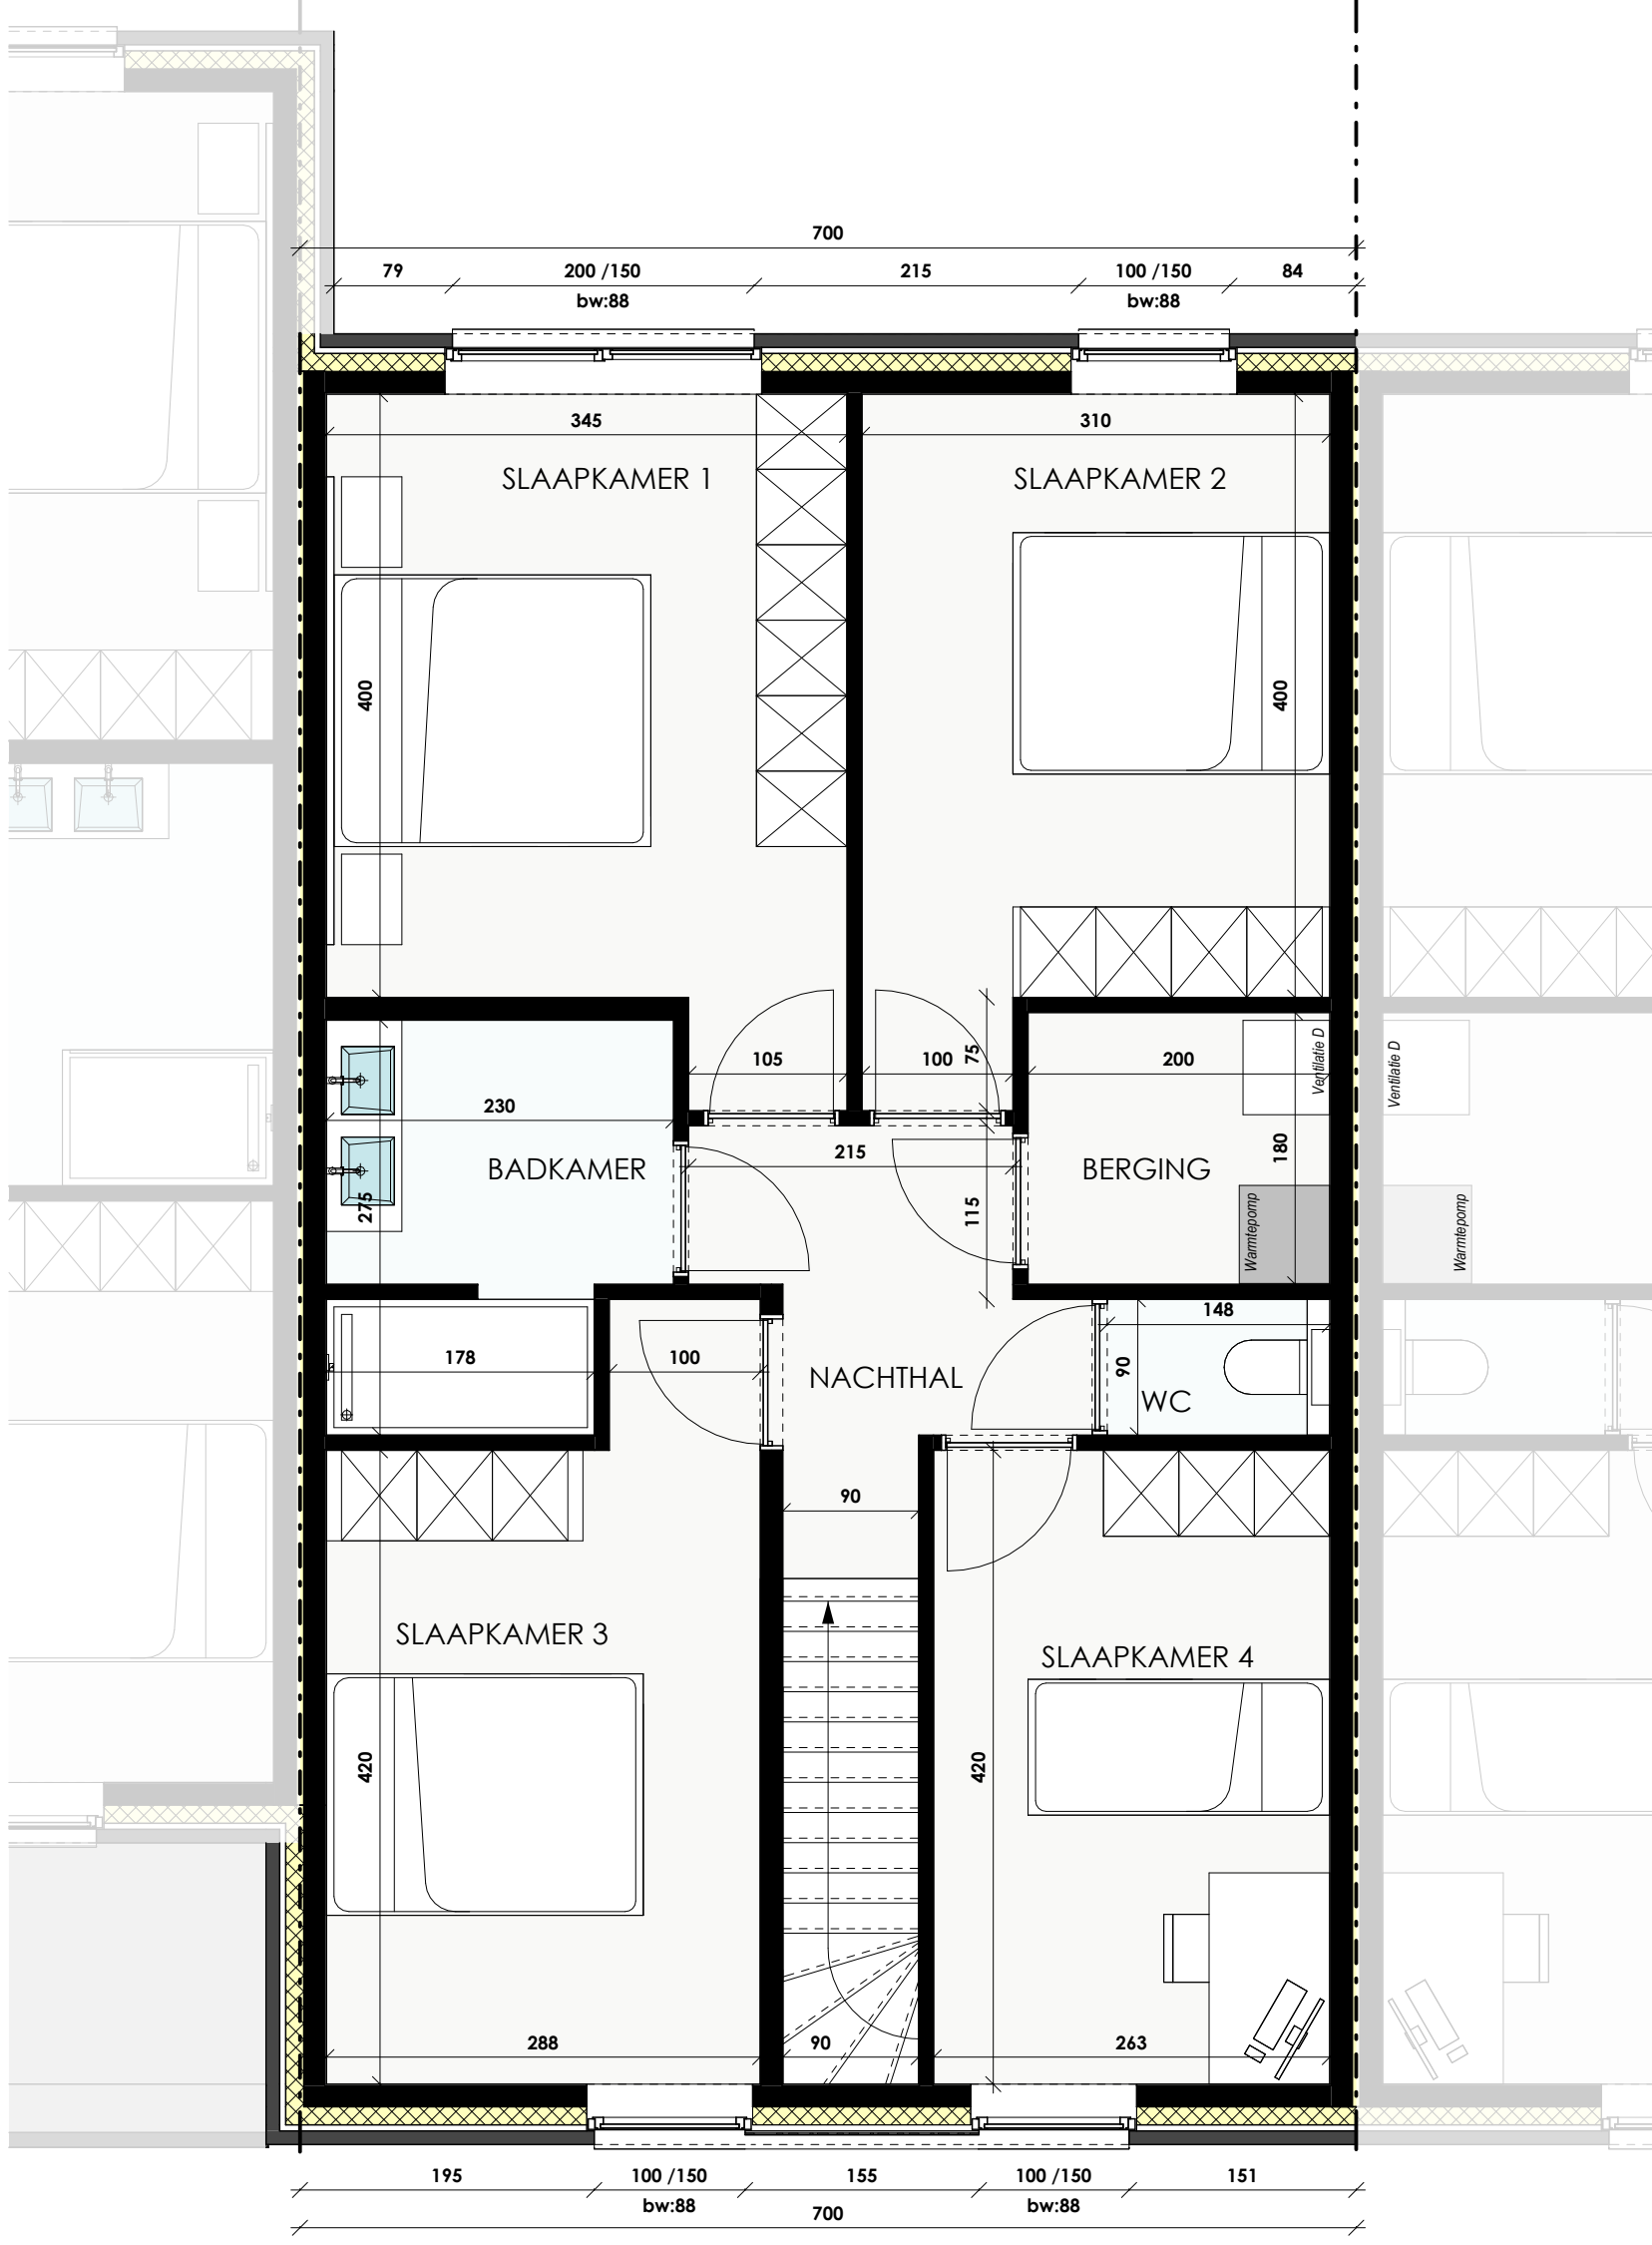 700
79 200 /150 215 100 /150 84
bw:88 bw:88
345 310
SLAAPKAMER 1 SLAAPKAMER 2
400 400
105 100 75 200 Ventilatie D Ventilatie D
230
BADKAMER 215 BERGING 180
275 115 Warmtepomp Warmtepomp
148
178 100 NACHTHAL 90
WC
90
SLAAPKAMER 3 SLAAPKAMER 4
420 420
288 90 263
195 100 /150 155 100 /150 151
bw:88 bw:88
700